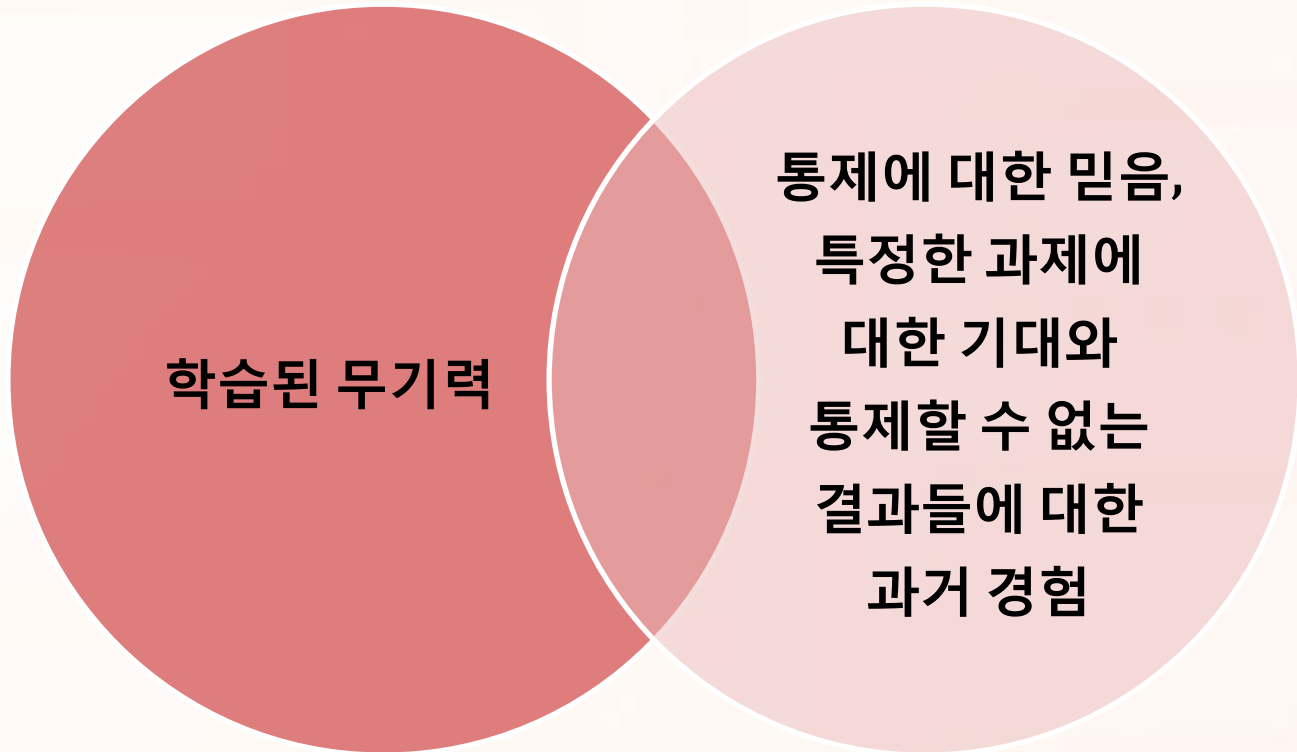 학습된 무기력
통제에 대한 믿음,
특정한 과제에
대한 기대와
통제할 수 없는
결과들에 대한
과거 경험